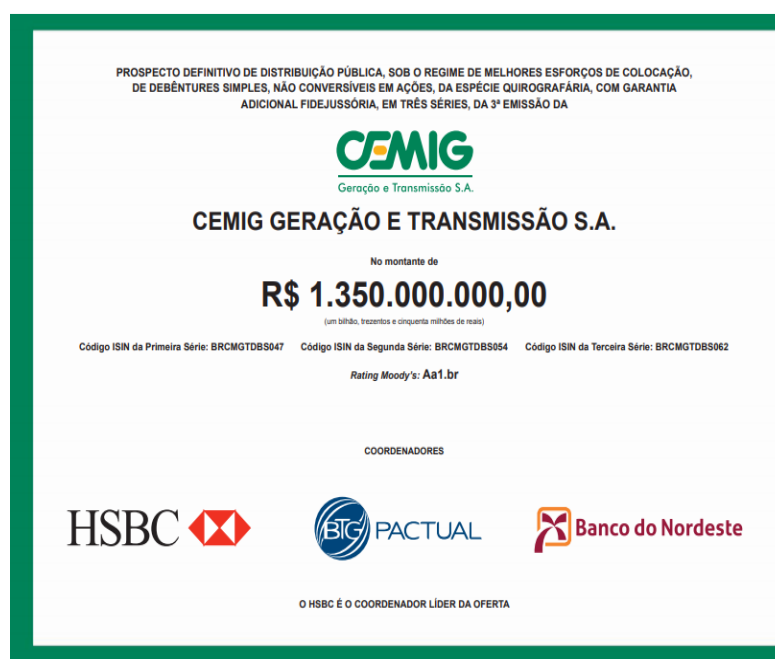 PROSPECTO DEFINITIVO DE DISTRIBUIÇÃO PÚBLICA, SOB O REGIME DE MELHORES ESFORÇOS DE COLOCAÇÃO,
DE DEBÊNTURES SIMPLES, NÃO CONVERSÍVEIS EM AÇÕES, DA ESPÉCIE QUIROGRAFÁRIA, COM GARANTIA
ADICIONAL FIDEJUSSÓRIA, EM TRÊS SÉRIES, DA 3ª EMISSÃO DA
CEMIG
Geração e Transmissão S.A.
CEMIG GERAÇÃO E TRANSMISSÃO S.A.
No montante de
R$ 1.350.000.000,00
(um bilhão, trezentos e cinquenta milhões de reais)
Código ISIN da Primeira Série: BRCMGTDBS047 Código ISIN da Segunda Série: BRCMGTDBS054 Código ISIN da Terceira Série: BRCMGTDBS062
Rating Moody's: Aa1.br
COORDENADORES
HSBC BTG PACTUAL Banco do Nordeste
O HSBC É O COORDENADOR LÍDER DA OFERTA